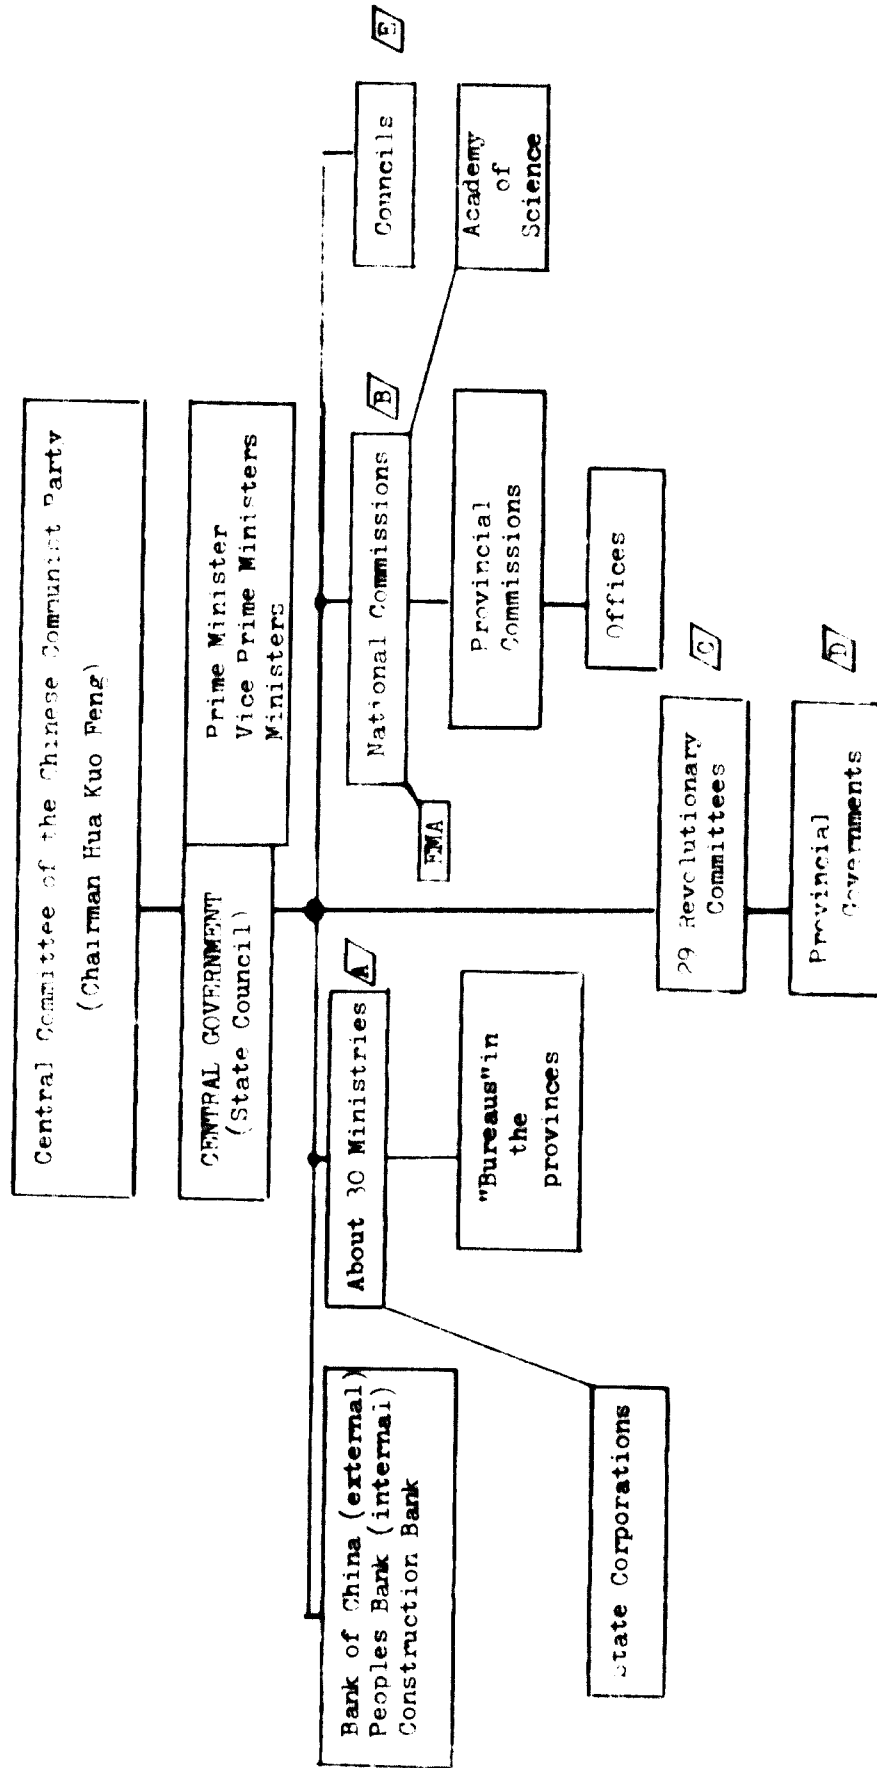 Central Committee of the Chinese Communist Party
(Chairman Hua Kuo Feng)
CENTRAL GOVERNMENT
(State Council)
Prime Minister
Vice Prime Ministers
Ministers
Bank of China (external)
Peoples Bank (internal)
Construction Bank
About 30 Ministries
A
National Commissions
B
Councils
E
"Bureaus"in
the
provinces
FMA
Provincial
Commissions
Academy
of
Science
State Corporations
Offices
29 Revolutionary
Committees
C
Provincial
Governments
D